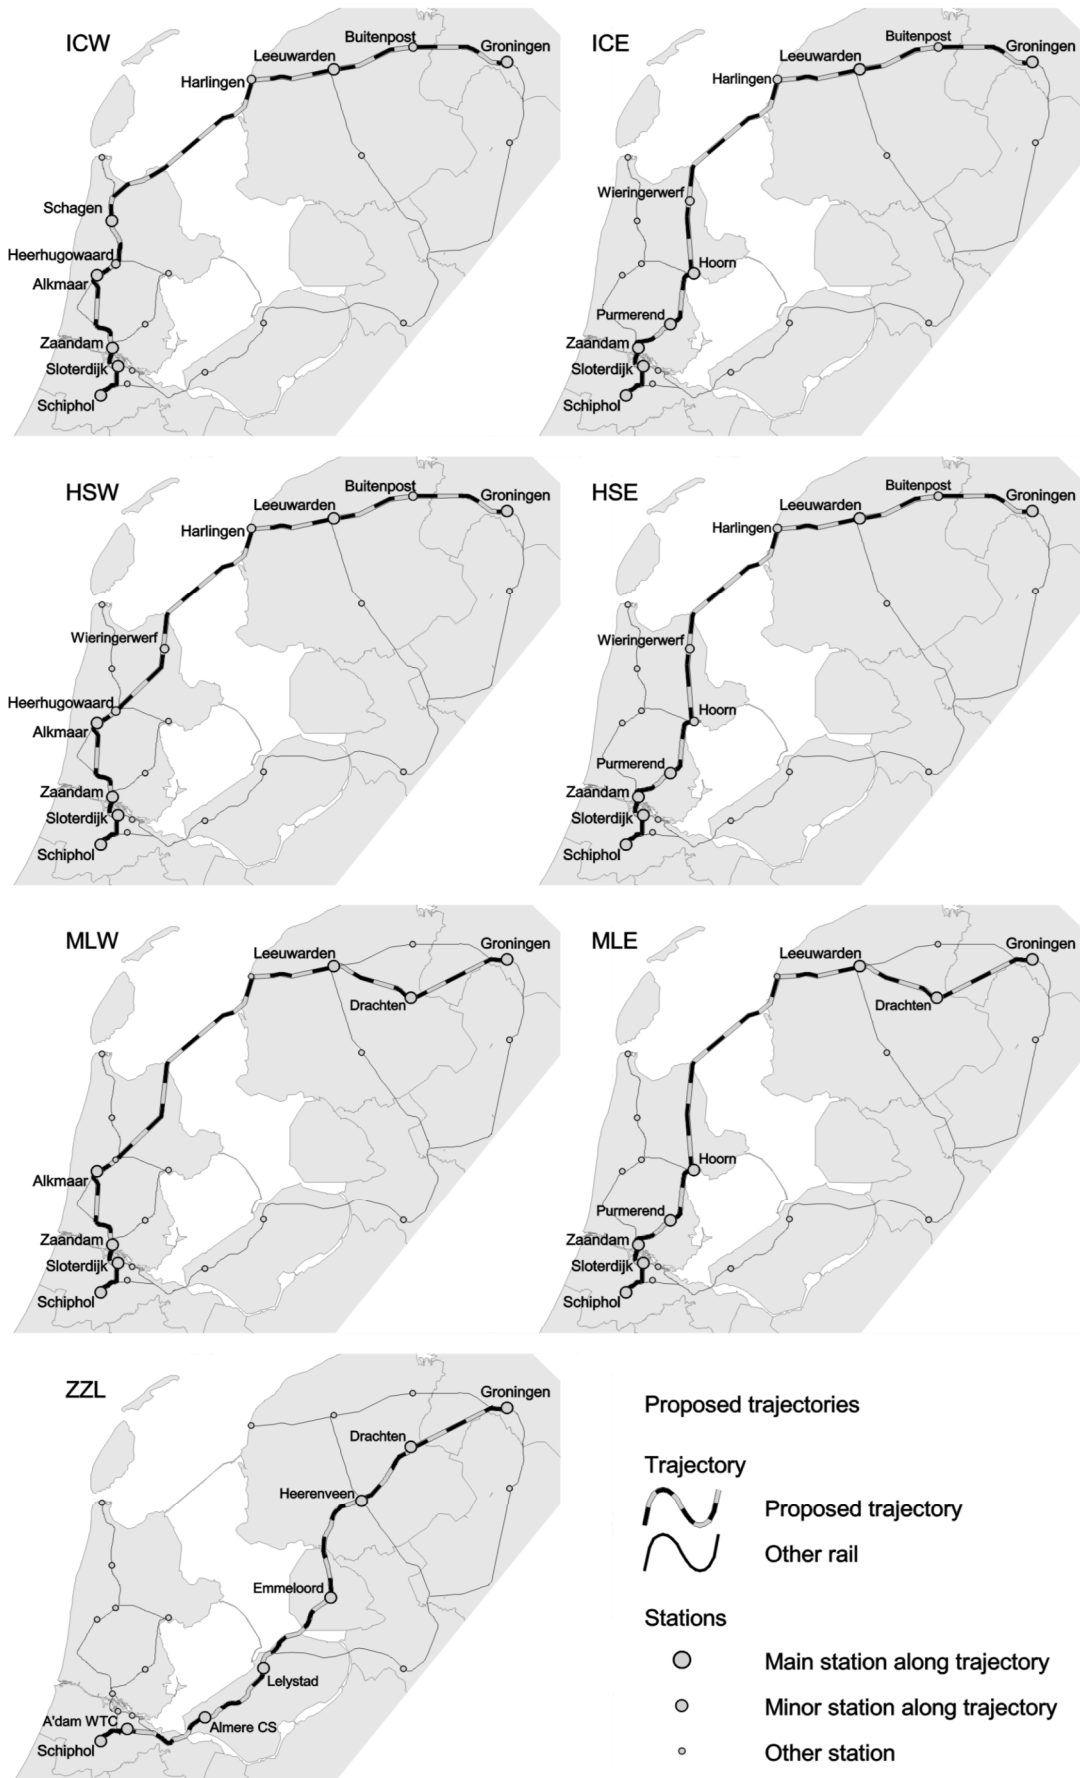 ICW
Buitenpost
Groningen
Leeuwarden
Harlingen
Schagen
Heerhugowaard
Alkmaar
Zaandam
Sloterdijk
Schiphol
ICE
Buitenpost
Groningen
Leeuwarden
Harlingen
Wieringerwerf
Hoorn
Purmerend
Zaandam
Sloterdijk
Schiphol
HSW
Buitenpost
Groningen
Leeuwarden
Harlingen
Wieringerwerf
Heerhugowaard
Alkmaar
Zaandam
Sloterdijk
Schiphol
HSE
Buitenpost
Groningen
Leeuwarden
Harlingen
Wieringerwerf
Hoorn
Purmerend
Zaandam
Sloterdijk
Schiphol
MLW
Groningen
Leeuwarden
Drachten
Alkmaar
Zaandam
Sloterdijk
Schiphol
MLE
Groningen
Leeuwarden
Drachten
Hoorn
Purmerend
Zaandam
Sloterdijk
Schiphol
ZZL
Groningen
Drachten
Heerenveen
Emmeloord
Lelystad
A'dam WTC
Almere CS
Schiphol
Proposed trajectories
Trajectory
Proposed trajectory
Other rail
Stations
Main station along trajectory
Minor station along trajectory
Other station